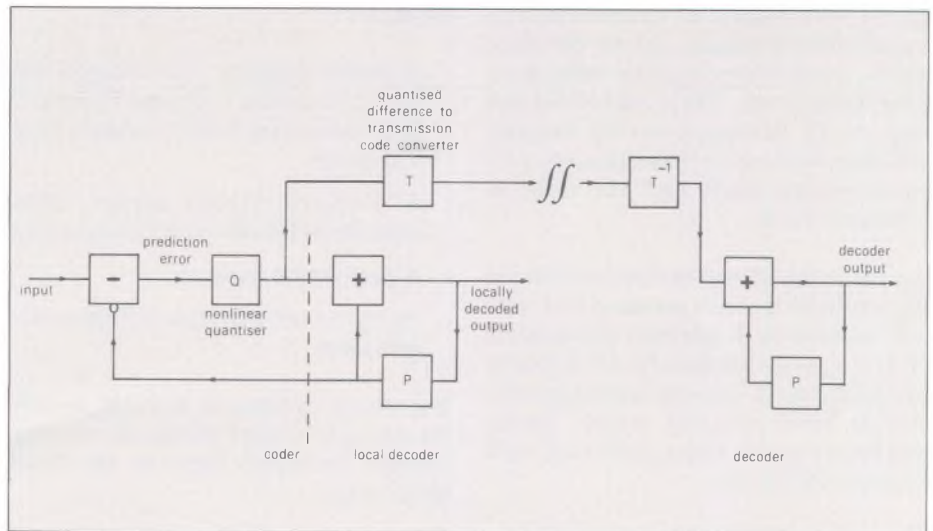 quantised
difference to
transmission
code converter
T
T⁻¹
prediction
error
decoder
output
input
−
Q
+
+
nonlinear
quantiser
locally
decoded
output
P
P
coder
local decoder
decoder